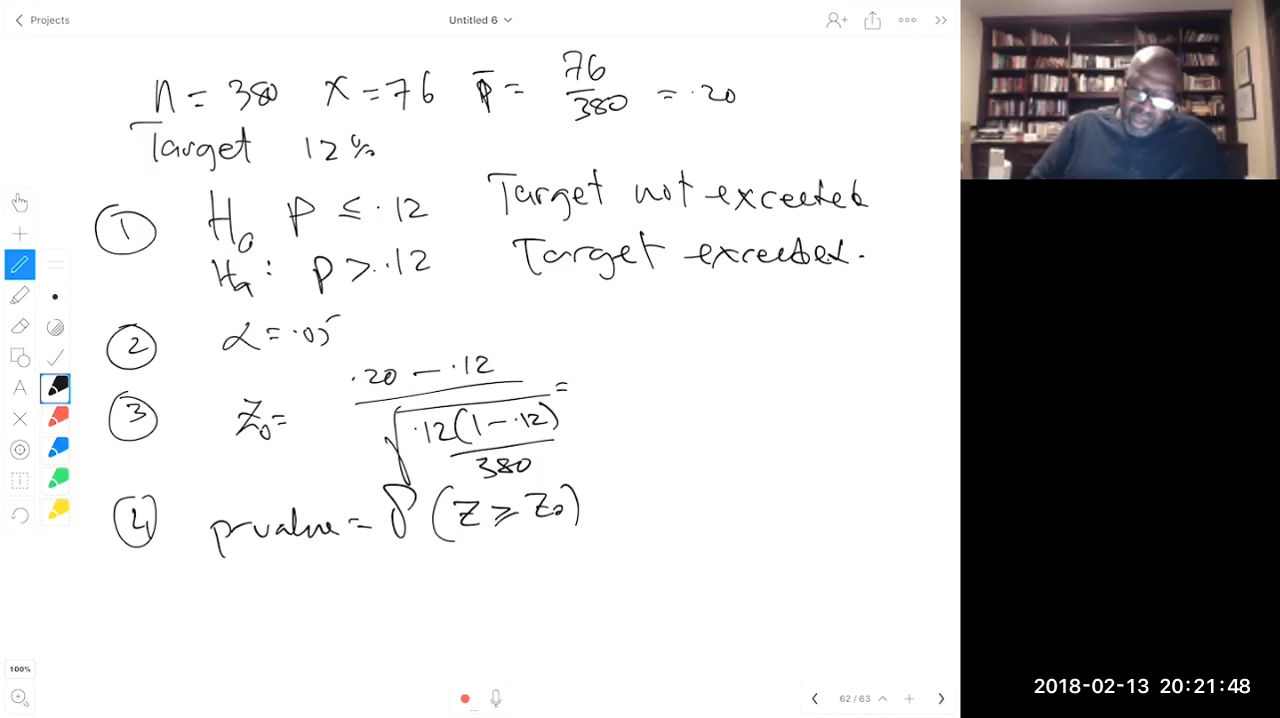 Projects
Untitled 6
n = 380 x = 76 p̅ = 76/380 = .20
Target 12%
① H₀ p ≤ .12 Target not exceeded
Hₐ: p > .12 Target exceeded.
② α = .05
③ Z₀ = .20 - .12 / √(.12(1 - .12)/380) =
④ p-value = P(Z ≥ Z₀)
100%
62 / 63
2018-02-13 20:21:48